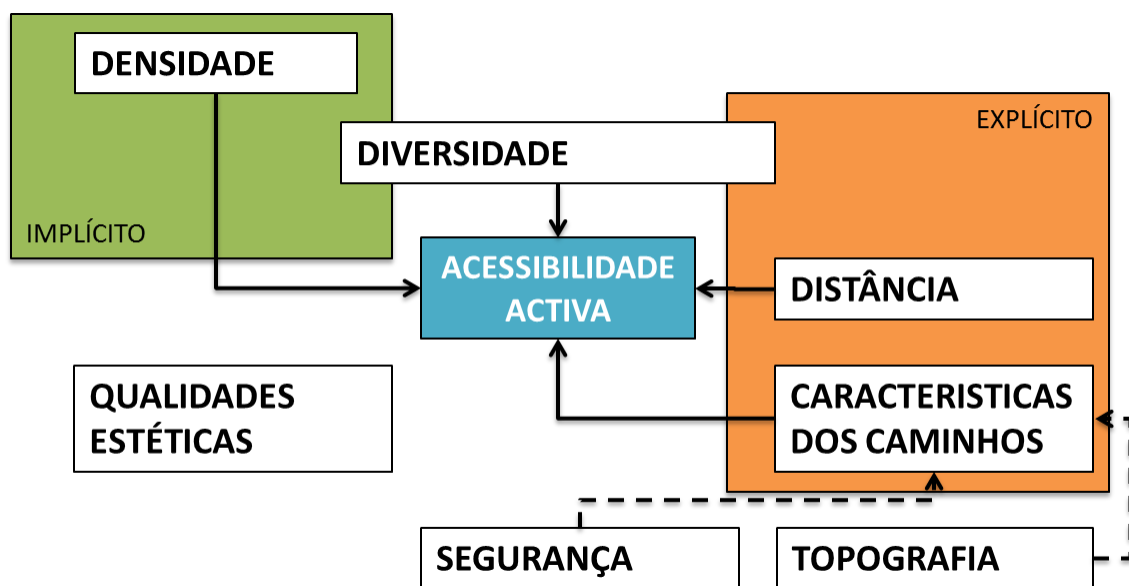 DENSIDADE
EXPLÍCITO
DIVERSIDADE
IMPLÍCITO
ACESSIBILIDADE
ACTIVA
DISTÂNCIA
QUALIDADES
ESTÉTICAS
CARACTERISTICAS
DOS CAMINHOS
SEGURANÇA
TOPOGRAFIA